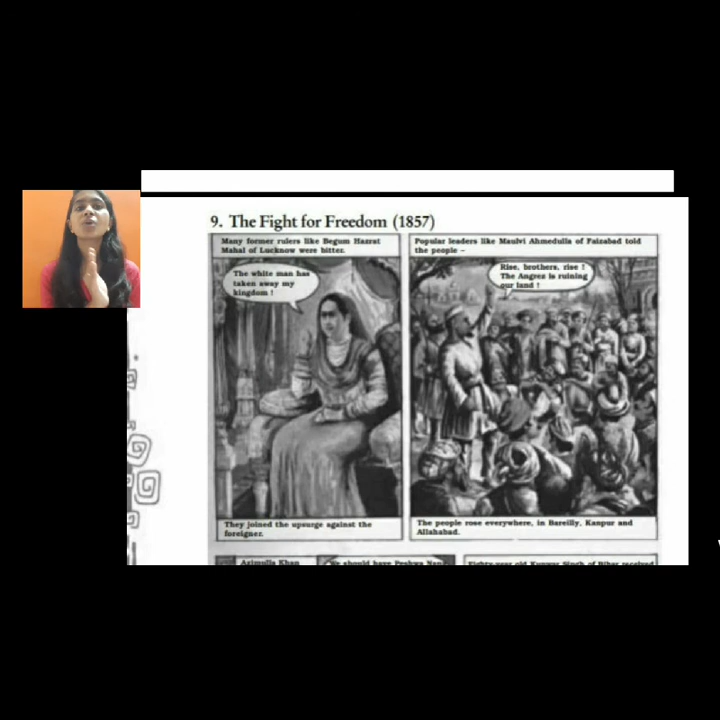 9. The Fight for Freedom (1857)
Many former rulers like Begum Hazrat
Mahal of Lucknow were bitter.
The white man has
taken away my
kingdom !
They joined the upsurge against the
foreigner.
Popular leaders like Maulvi Ahmedulla of Faizabad told
the people –
Rise, brothers, rise !
The Angrez is ruining
our land !
The people rose everywhere, in Bareilly, Kanpur and
Allahabad.
Azimulla Khan
We should have Peshwa Nana
Eighty-year old Kunwar Singh of Bihar received